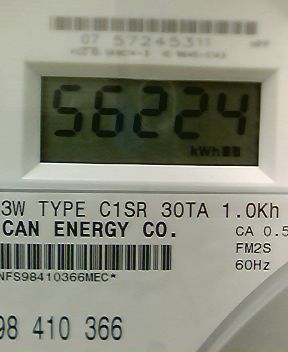 07 57245311
56224
kWh
3W TYPE C1SR 30TA 1.0Kh
CAN ENERGY CO.
CA 0.5
FM2S
60Hz
NFS98410366MEC*
98 410 366